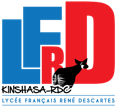 LFRD
KINSHASA-RDC
LYCÉE FRANÇAIS RENÉ DESCARTES